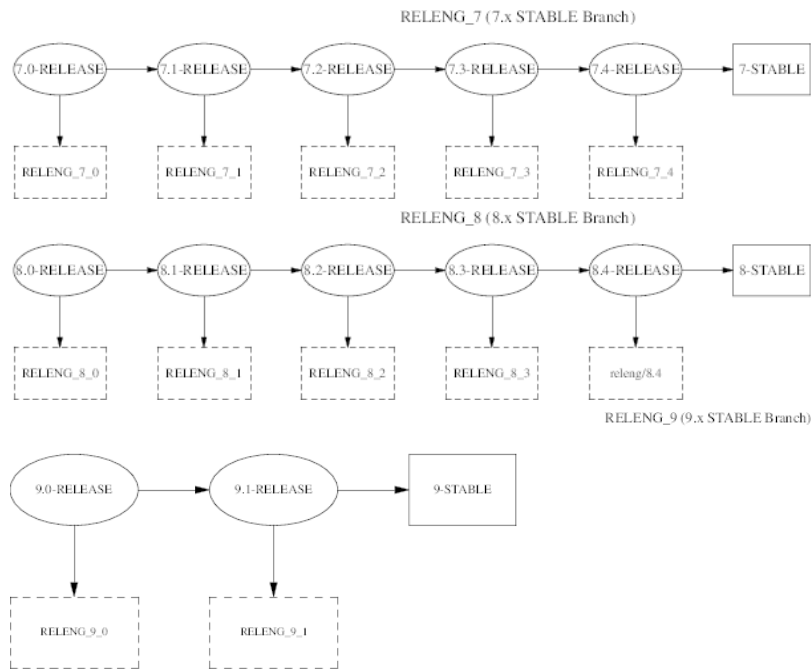 RELENG_7 (7.x STABLE Branch)
7.0-RELEASE 7.1-RELEASE 7.2-RELEASE 7.3-RELEASE 7.4-RELEASE 7-STABLE
RELENG_7_0 RELENG_7_1 RELENG_7_2 RELENG_7_3 RELENG_7_4
RELENG_8 (8.x STABLE Branch)
8.0-RELEASE 8.1-RELEASE 8.2-RELEASE 8.3-RELEASE 8.4-RELEASE 8-STABLE
RELENG_8_0 RELENG_8_1 RELENG_8_2 RELENG_8_3 releng/8.4
RELENG_9 (9.x STABLE Branch)
9.0-RELEASE 9.1-RELEASE 9-STABLE
RELENG_9_0 RELENG_9_1